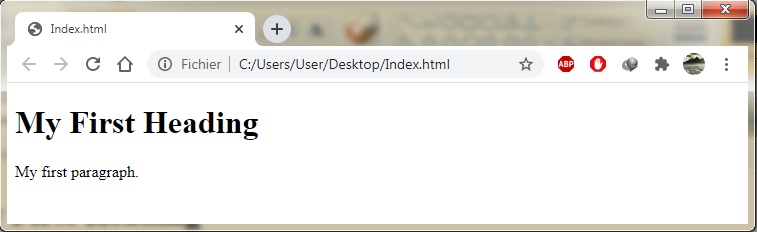 Index.html
Fichier C:/Users/User/Desktop/Index.html
ABP
My First Heading
My first paragraph.